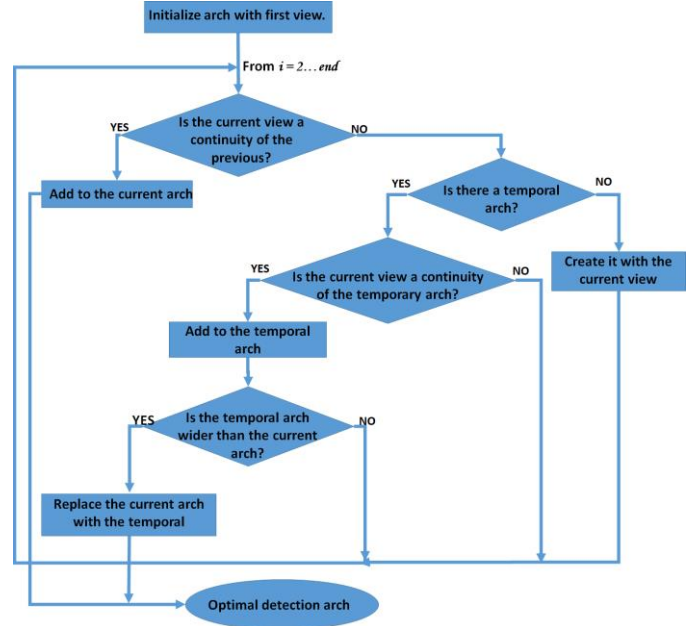 Initialize arch with first view.
From i = 2... end
YES
Is the current view a
continuity of the
previous?
NO
Add to the current arch
YES
Is there a temporal
arch?
NO
YES
Is the current view a continuity
of the temporary arch?
NO
Create it with the
current view
Add to the temporal
arch
YES
Is the temporal arch
wider than the current
arch?
NO
Replace the current arch
with the temporal
Optimal detection arch